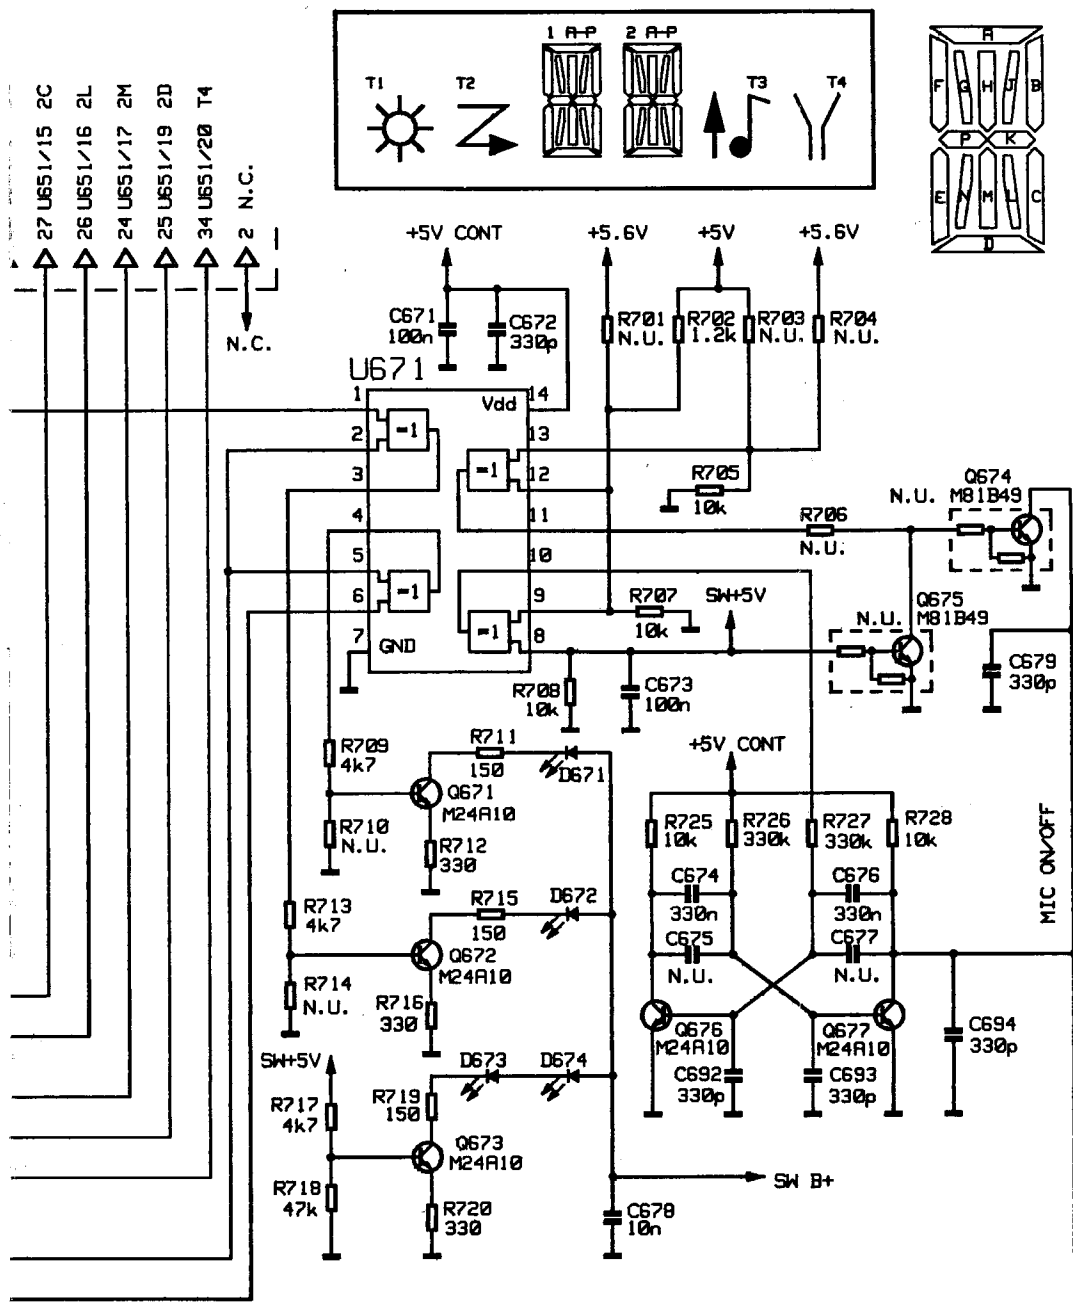 27 U651/15 2C
26 U651/16 2L
24 U651/17 2M
25 U651/19 2D
34 U651/20 T4
2 N.C.
N.C.
1 A-P
2 A-P
T1
T2
T3
T4
A
F
G
H
J
B
P
K
E
N
M
L
C
D
+5V CONT
+5.6V
+5V
+5.6V
C671
100n
C672
330p
R701
N.U.
R702
1.2k
R703
N.U.
R704
N.U.
U671
1
2
3
4
5
6
7
14
13
12
11
10
9
8
Vdd
GND
=1
=1
=1
=1
R705
10k
R706
N.U.
N.U.
Q674
M81B49
R707
10k
SW+5V
N.U.
Q675
M81B49
R708
10k
C673
100n
C679
330p
R709
4k7
R711
150
D671
Q671
M24A10
R710
N.U.
R712
330
+5V CONT
R725
10k
R726
330k
R727
330k
R728
10k
MIC ON/OFF
C674
330n
C676
330n
R713
4k7
R715
150
D672
Q672
M24A10
C675
N.U.
C677
N.U.
R714
N.U.
R716
330
Q676
M24A10
Q677
M24A10
C694
330p
SW+5V
D673
D674
C692
330p
C693
330p
R717
4k7
R719
150
Q673
M24A10
R718
47k
R720
330
C678
10n
SW B+